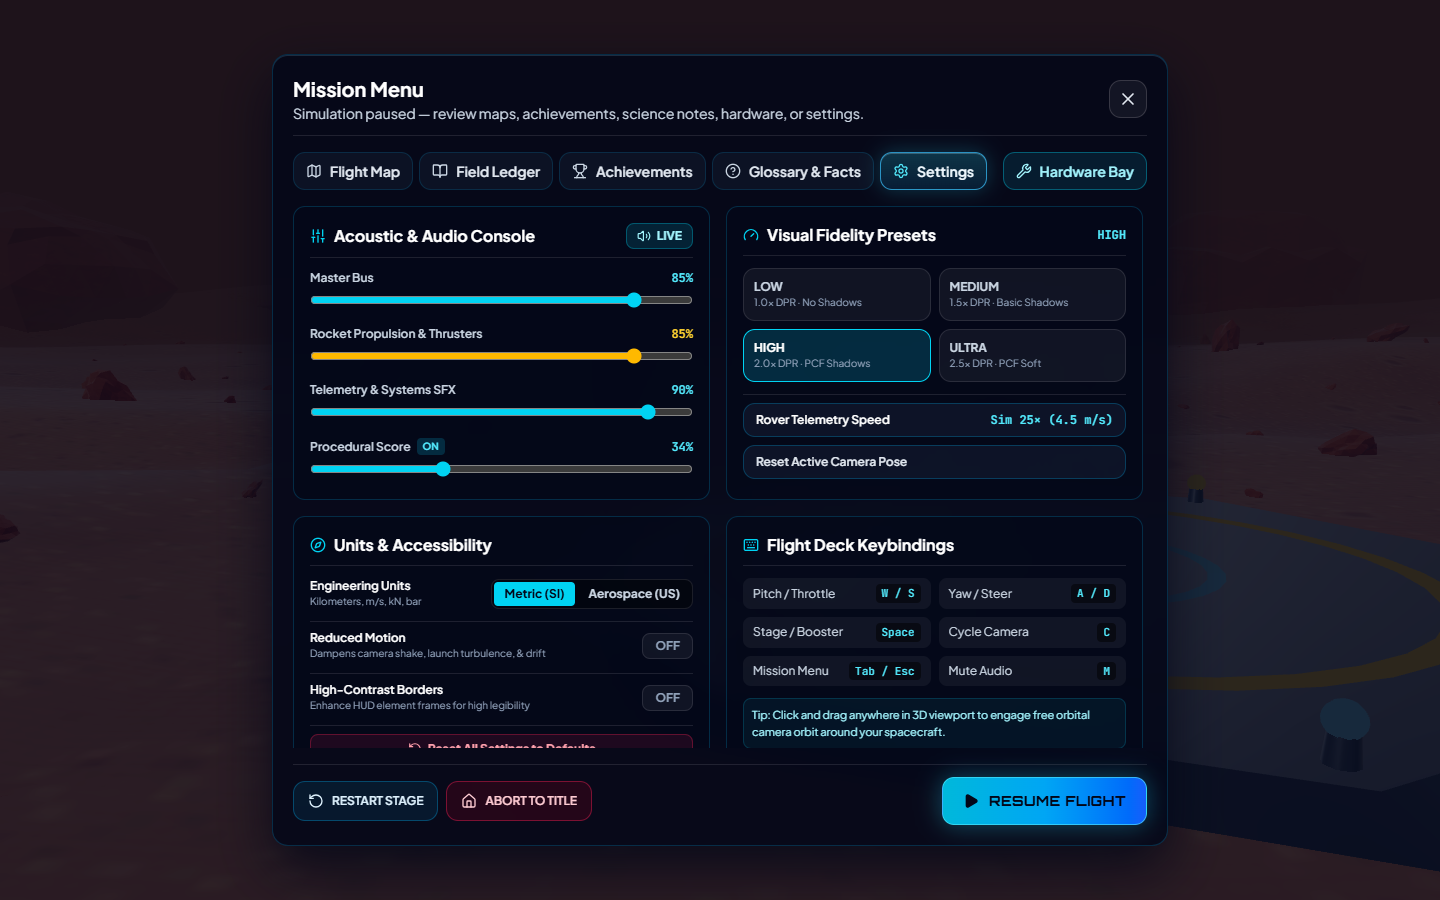 Mission Menu
Simulation paused — review maps, achievements, science notes, hardware, or settings.
Flight Map
Field Ledger
Achievements
Glossary & Facts
Settings
Hardware Bay
Acoustic & Audio Console
LIVE
Master Bus
85%
Rocket Propulsion & Thrusters
85%
Telemetry & Systems SFX
90%
Procedural Score
ON
34%
Visual Fidelity Presets
HIGH
LOW
1.0× DPR · No Shadows
MEDIUM
1.5× DPR · Basic Shadows
HIGH
2.0× DPR · PCF Shadows
ULTRA
2.5× DPR · PCF Soft
Rover Telemetry Speed
Sim 25× (4.5 m/s)
Reset Active Camera Pose
Units & Accessibility
Engineering Units
Kilometers, m/s, kN, bar
Metric (SI)
Aerospace (US)
Reduced Motion
Dampens camera shake, launch turbulence, & drift
OFF
High-Contrast Borders
Enhance HUD element frames for high legibility
OFF
Reset All Settings to Defaults
Flight Deck Keybindings
Pitch / Throttle
W / S
Yaw / Steer
A / D
Stage / Booster
Space
Cycle Camera
C
Mission Menu
Tab / Esc
Mute Audio
M
Tip: Click and drag anywhere in 3D viewport to engage free orbital
camera orbit around your spacecraft.
RESTART STAGE
ABORT TO TITLE
RESUME FLIGHT